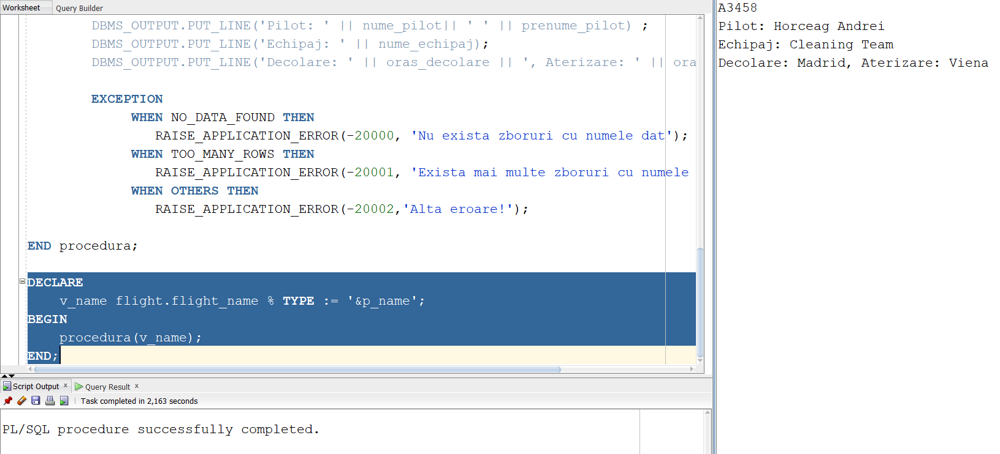 Worksheet Query Builder
DBMS_OUTPUT.PUT_LINE('Pilot: ' || nume_pilot|| ' ' || prenume_pilot) ;
DBMS_OUTPUT.PUT_LINE('Echipaj: ' || nume_echipaj);
DBMS_OUTPUT.PUT_LINE('Decolare: ' || oras_decolare || ', Aterizare: ' || ora
EXCEPTION
WHEN NO_DATA_FOUND THEN
RAISE_APPLICATION_ERROR(-20000, 'Nu exista zboruri cu numele dat');
WHEN TOO_MANY_ROWS THEN
RAISE_APPLICATION_ERROR(-20001, 'Exista mai multe zboruri cu numele
WHEN OTHERS THEN
RAISE_APPLICATION_ERROR(-20002,'Alta eroare!');
END procedura;
DECLARE
v_name flight.flight_name % TYPE := '&p_name';
BEGIN
procedura(v_name);
END;
Script Output x Query Result x
Task completed in 2,163 seconds
PL/SQL procedure successfully completed.
A3458
Pilot: Horceag Andrei
Echipaj: Cleaning Team
Decolare: Madrid, Aterizare: Viena